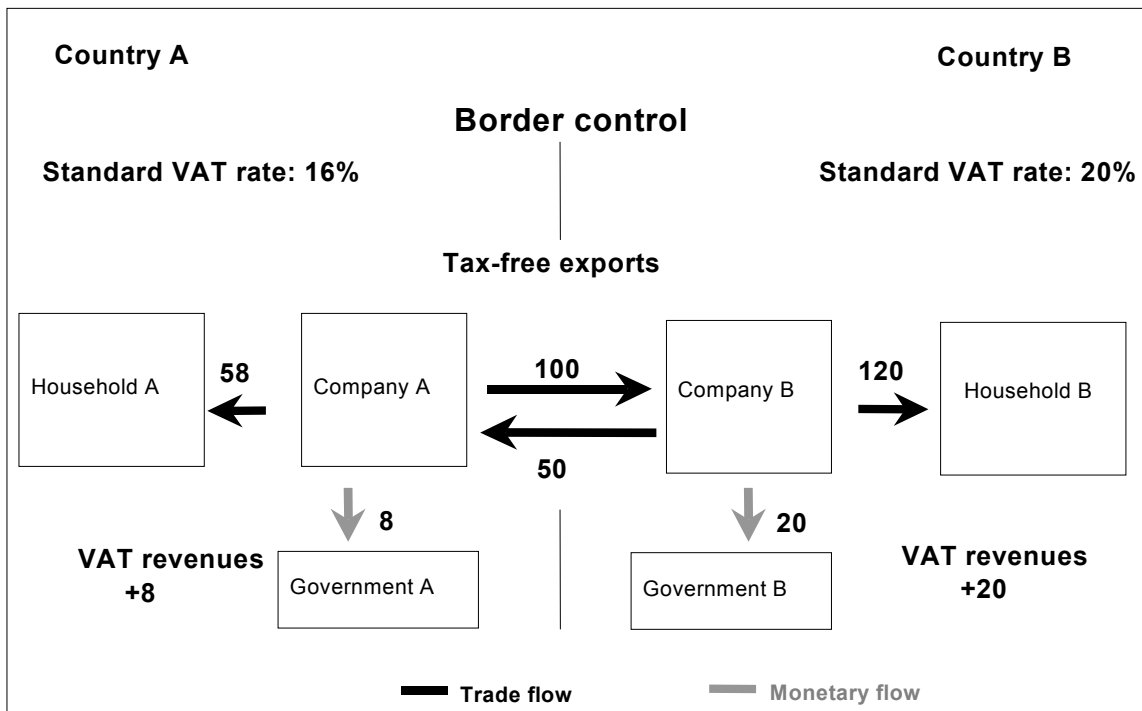 Country A
Country B
Border control
Standard VAT rate: 16%
Standard VAT rate: 20%
Tax-free exports
Household A
58
Company A
100
50
Company B
120
Household B
8
20
VAT revenues
+8
Government A
Government B
VAT revenues
+20
Trade flow
Monetary flow